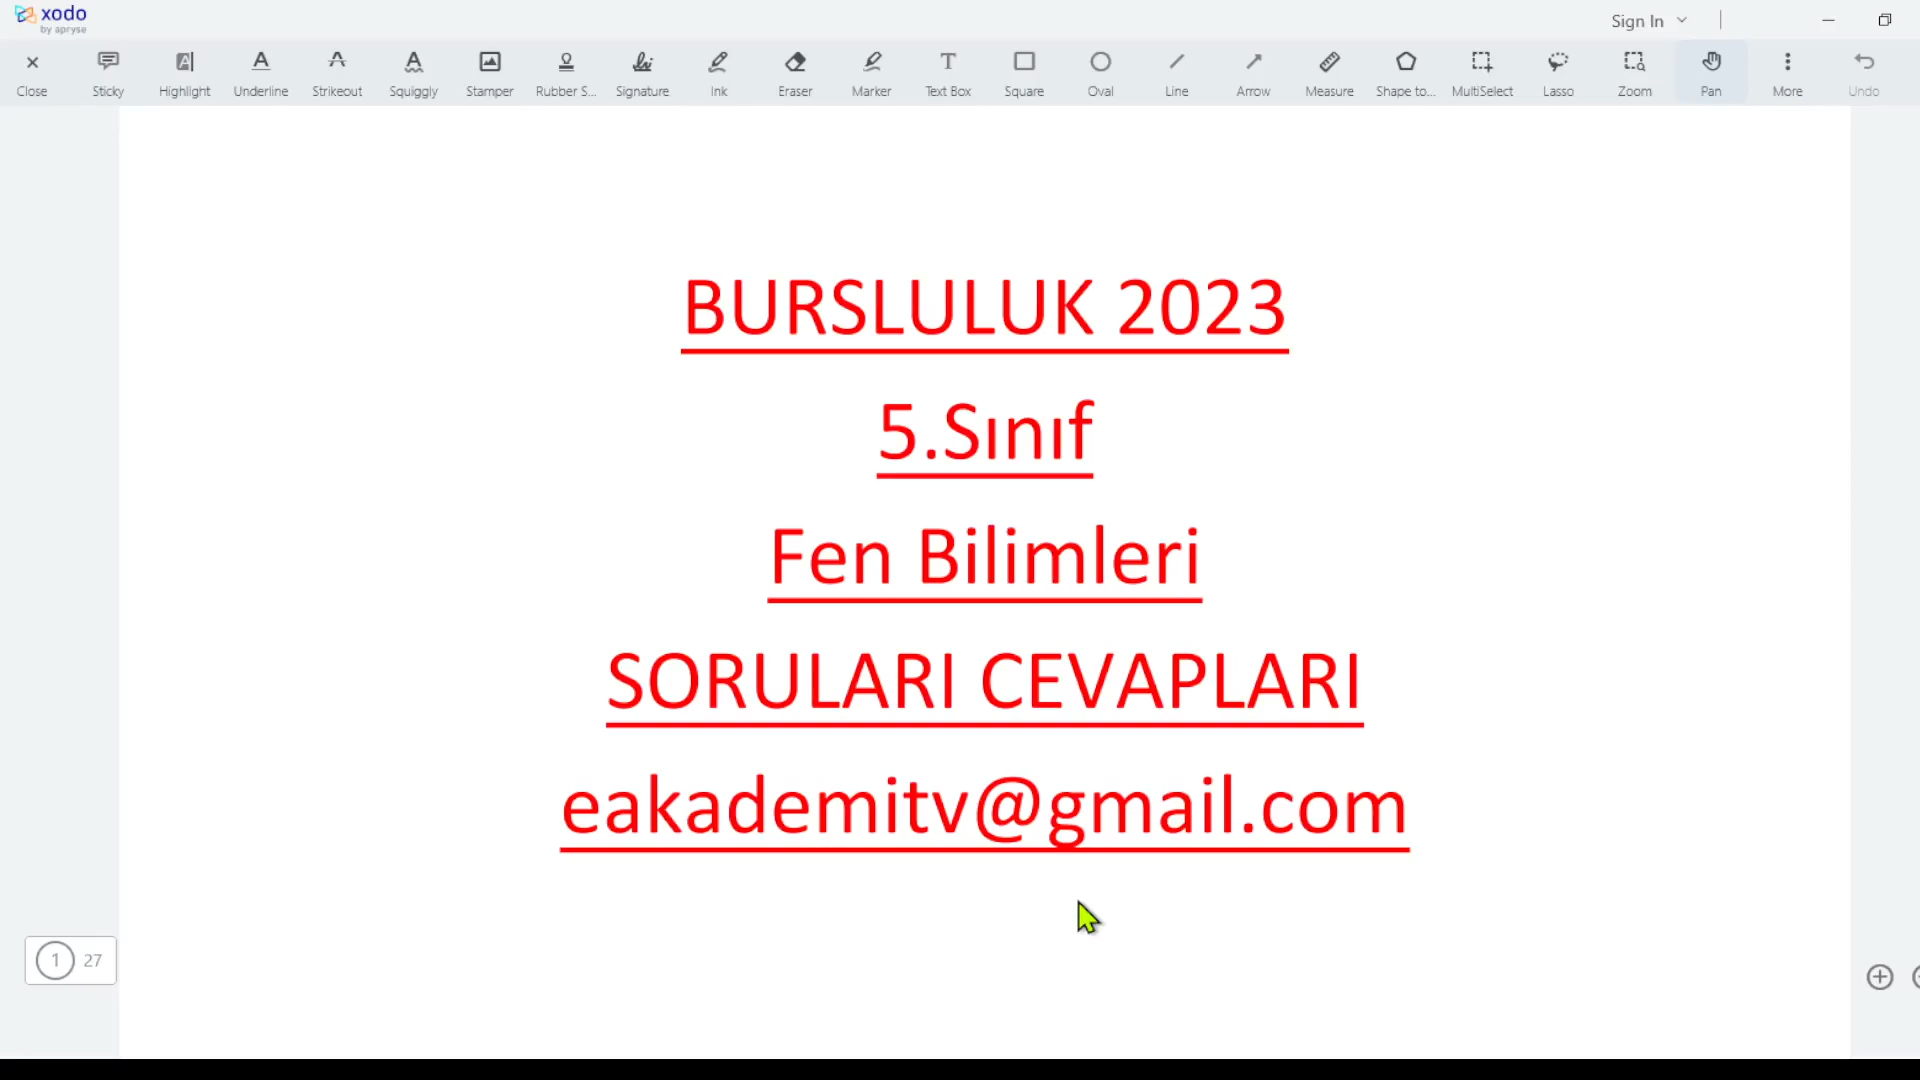 xodo
by apryse
Sign In
Close
Sticky
Highlight
Underline
Strikeout
Squiggly
Stamper
Rubber S...
Signature
Ink
Eraser
Marker
Text Box
Square
Oval
Line
Arrow
Measure
Shape to...
MultiSelect
Lasso
Zoom
Pan
More
Undo
BURSLULUK 2023
5.Sınıf
Fen Bilimleri
SORULARI CEVAPLARI
eakademitv@gmail.com
1 27